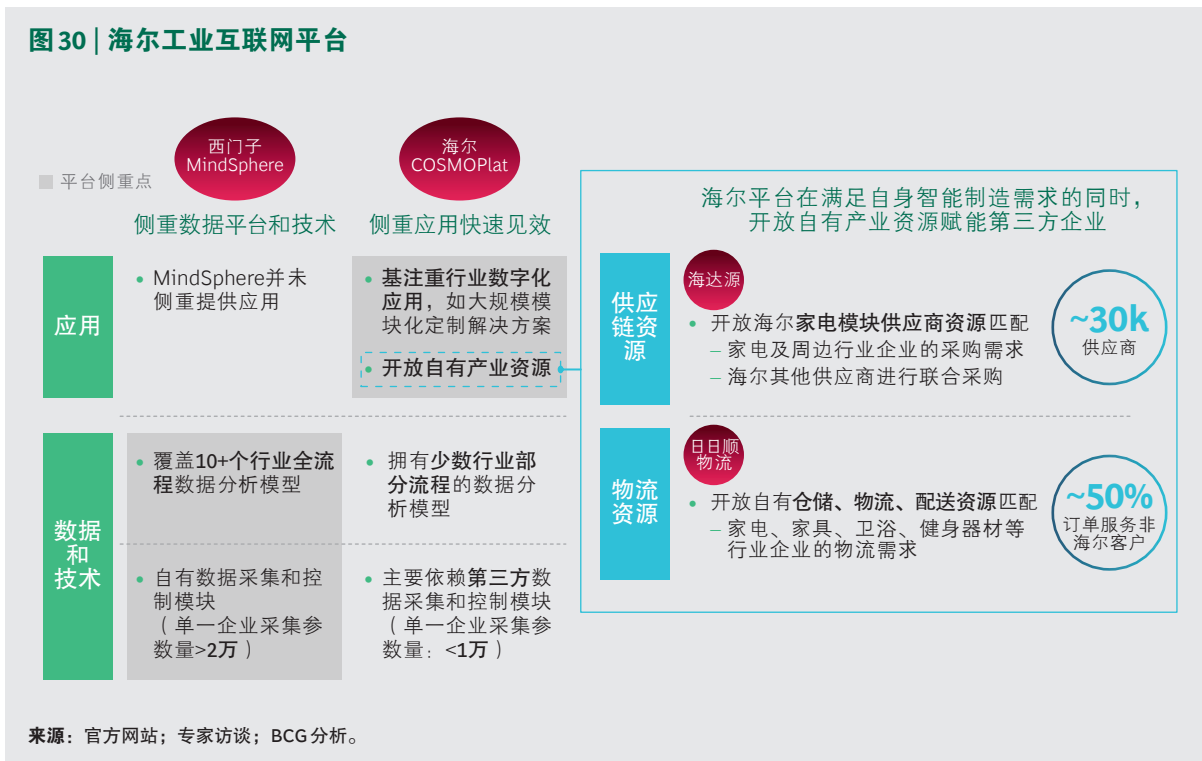 图30 | 海尔工业互联网平台
平台侧重点
西门子
MindSphere
侧重数据平台和技术
海尔
COSMOPlat
侧重应用快速见效
应用
• MindSphere并未
侧重提供应用
• 基注重行业数字化
应用，如大规模模
块化定制解决方案
• 开放自有产业资源
数据
和
技术
• 覆盖10+个行业全流
程数据分析模型
• 拥有少数行业部
分流程的数据分
析模型
• 自有数据采集和控
制模块
（单一企业采集参
数量>2万）
• 主要依赖第三方数
据采集和控制模块
（单一企业采集参
数量：<1万）
海尔平台在满足自身智能制造需求的同时，
开放自有产业资源赋能第三方企业
供应
链资
源
海达源
• 开放海尔家电模块供应商资源匹配
– 家电及周边行业企业的采购需求
– 海尔其他供应商进行联合采购
~30k
供应商
物流
资源
日日顺
物流
• 开放自有仓储、物流、配送资源匹配
– 家电、家具、卫浴、健身器材等
行业企业的物流需求
~50%
订单服务非
海尔客户
来源：官方网站；专家访谈；BCG分析。